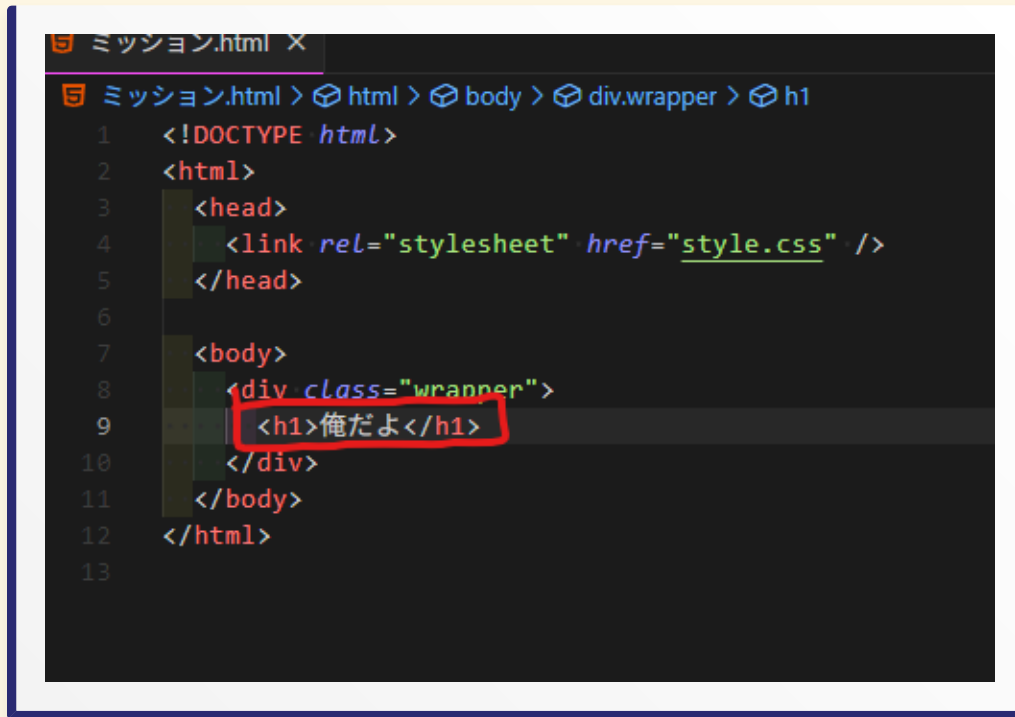 ミッション.html ×
ミッション.html > html > body > div.wrapper > h1
1 <!DOCTYPE html>
2 <html>
3 <head>
4 <link rel="stylesheet" href="style.css" />
5 </head>
6
7 <body>
8 <div class="wrapper">
9 <h1>俺だよ</h1>
10 </div>
11 </body>
12 </html>
13